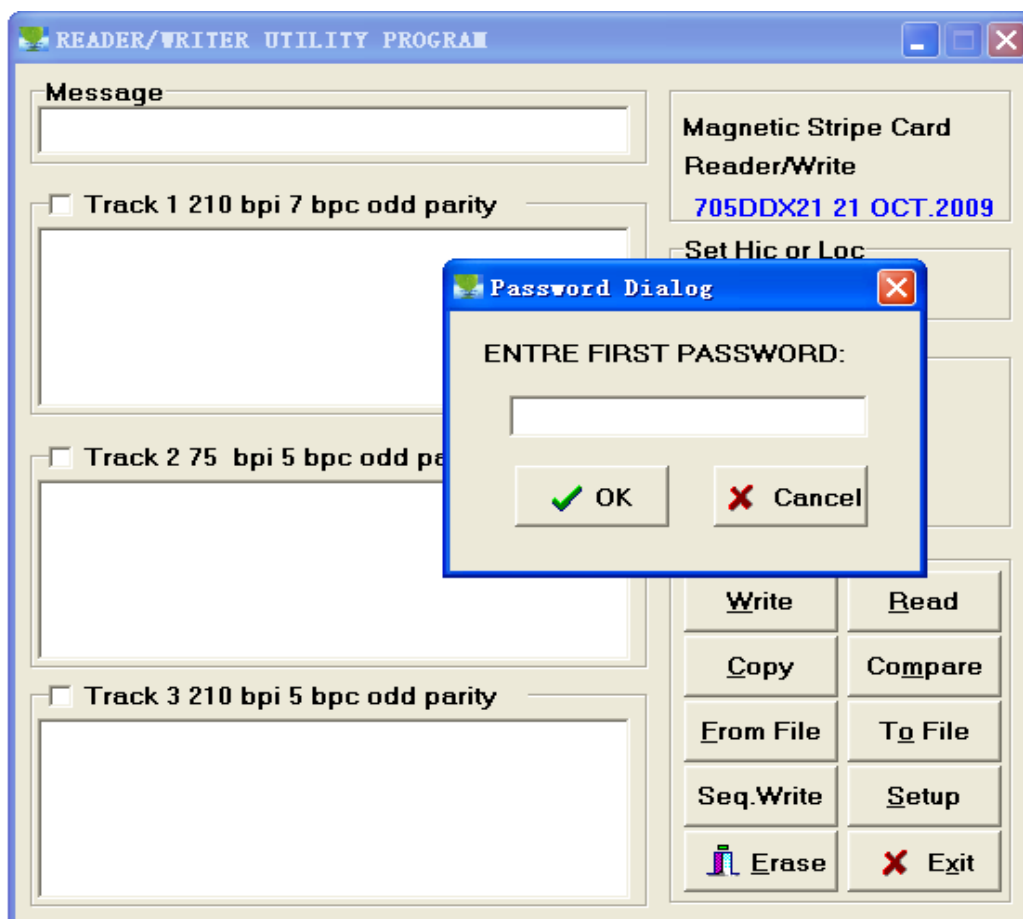 READER/WRITER UTILITY PROGRAM
Message
Magnetic Stripe Card
Reader/Write
705DDX21 21 OCT.2009
Track 1 210 bpi 7 bpc odd parity
Set Hic or Loc
Password Dialog
ENTRE FIRST PASSWORD:
OK
Cancel
Track 2 75 bpi 5 bpc odd
Write
Read
Copy
Compare
Track 3 210 bpi 5 bpc odd parity
From File
To File
Seq.Write
Setup
Erase
Exit